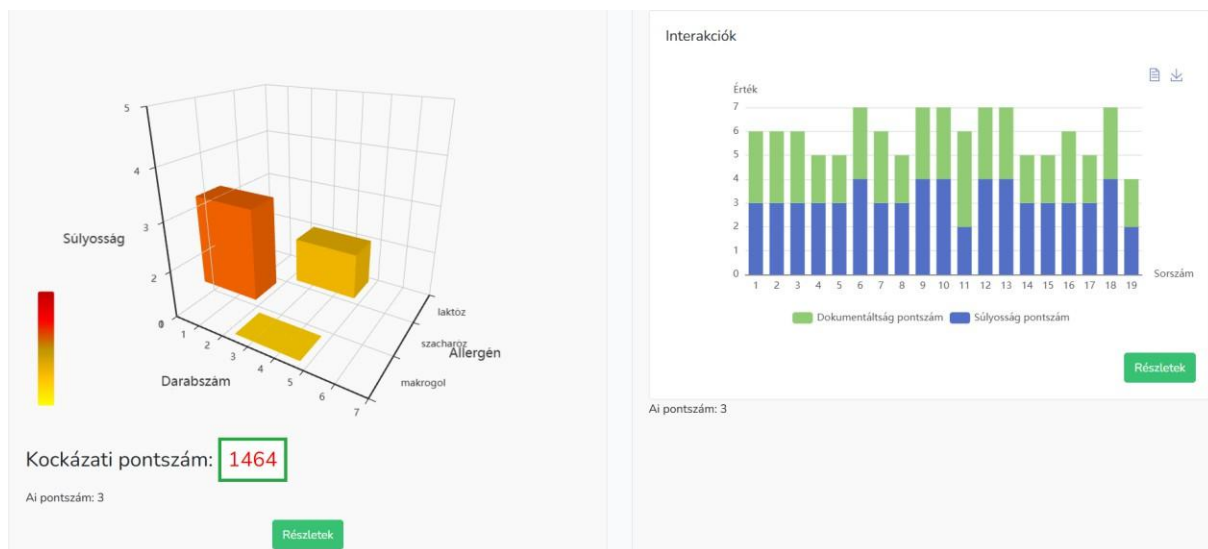 5
4
3
2
0
Súlyosság
0
1
2
3
4
5
6
7
Darabszám
laktóz
szacharóz
makrogol
Allergén
Kockázati pontszám: 1464
Ai pontszám: 3
Részletek
Interakciók
Érték
7
6
5
4
3
2
1
0
1 2 3 4 5 6 7 8 9 10 11 12 13 14 15 16 17 18 19
Sorszám
Dokumentáltság pontszám Súlyosság pontszám
Részletek
Ai pontszám: 3